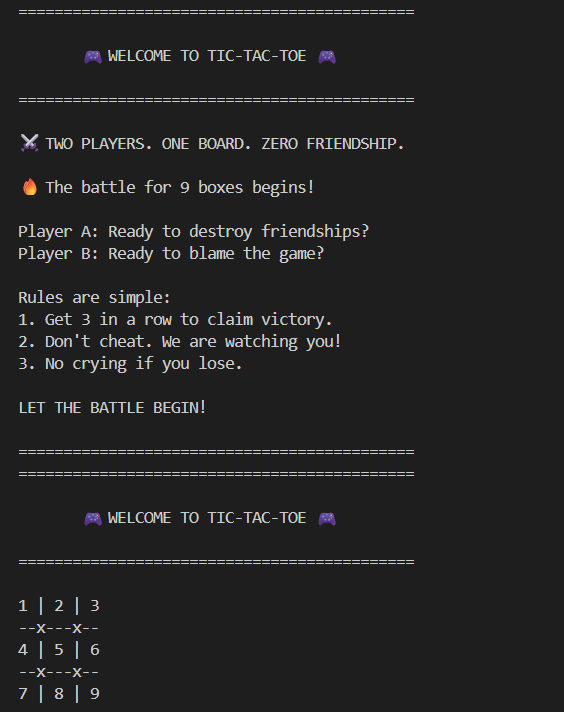 ============================================
🎮 WELCOME TO TIC-TAC-TOE 🎮
============================================
⚔️ TWO PLAYERS. ONE BOARD. ZERO FRIENDSHIP.
🔥 The battle for 9 boxes begins!
Player A: Ready to destroy friendships?
Player B: Ready to blame the game?
Rules are simple:
1. Get 3 in a row to claim victory.
2. Don't cheat. We are watching you!
3. No crying if you lose.
LET THE BATTLE BEGIN!
============================================
============================================
🎮 WELCOME TO TIC-TAC-TOE 🎮
============================================
1 | 2 | 3
--x---x--
4 | 5 | 6
--x---x--
7 | 8 | 9